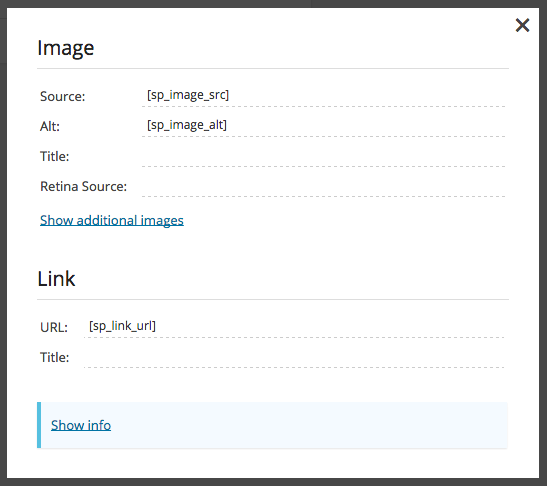 Image
Source: [sp_image_src]
Alt: [sp_image_alt]
Title:
Retina Source:
Show additional images
Link
URL: [sp_link_url]
Title:
Show info